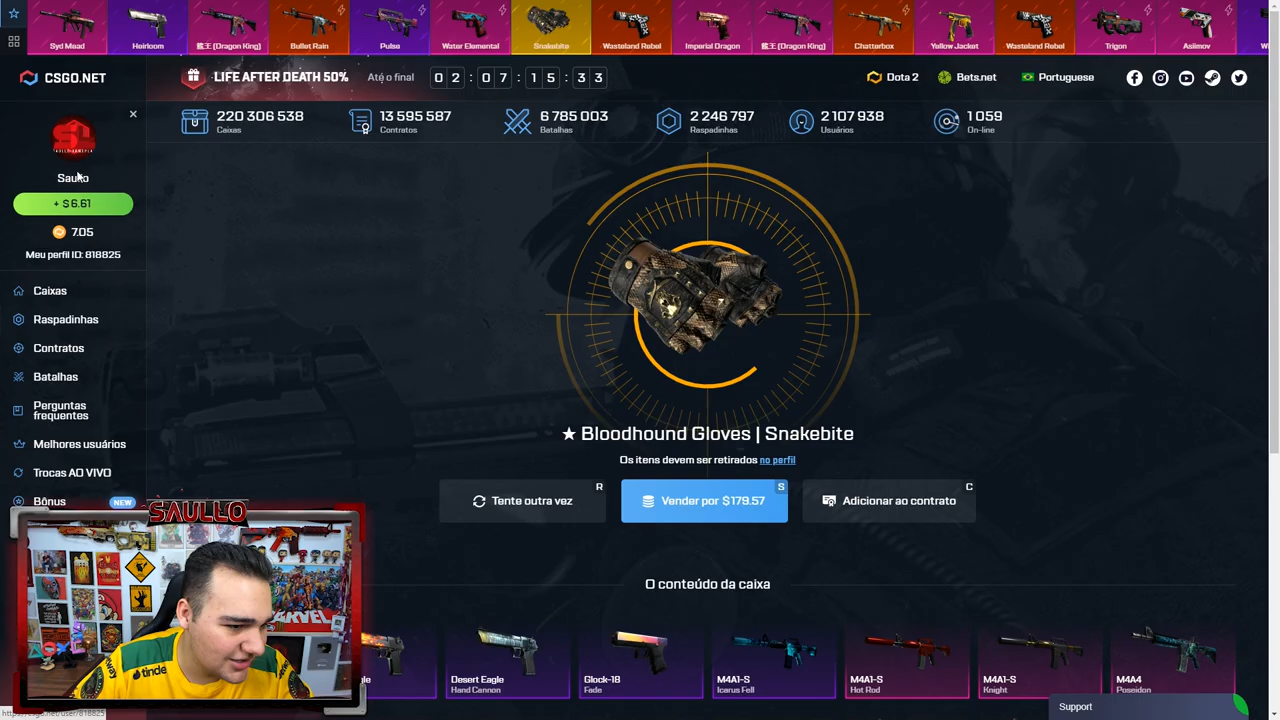 Syd Mead
Heirloom
龍王 (Dragon King)
Bullet Rain
Pulse
Water Elemental
Snakebite
Wasteland Rebel
Imperial Dragon
龍王 (Dragon King)
Chatterbox
Yellow Jacket
Wasteland Rebel
Trigon
Asiimov
CSGO.NET
LIFE AFTER DEATH 50%
Até o final
0 2 : 0 7 : 1 5 : 3 3
Dota 2
Bets.net
Portuguese
220 306 538
Caixas
13 595 587
Contratos
6 785 003
Batalhas
2 246 797
Raspadinhas
2 107 938
Usuários
1 059
On-line
Saullo
+ $ 6.61
7.05
Meu perfil ID: 818825
Caixas
Raspadinhas
Contratos
Batalhas
Perguntas
frequentes
Melhores usuários
Trocas AO VIVO
Bônus
NEW
★ Bloodhound Gloves | Snakebite
Os itens devem ser retirados no perfil
Tente outra vez
R
Vender por $179.57
S
Adicionar ao contrato
C
O conteúdo da caixa
Desert Eagle
Hand Cannon
Glock-18
Fade
M4A1-S
Icarus Fell
M4A1-S
Hot Rod
M4A1-S
Knight
M4A4
Poseidon
SAULLO
MARVEL
tinde
Support
https://csgo.net/user/818825